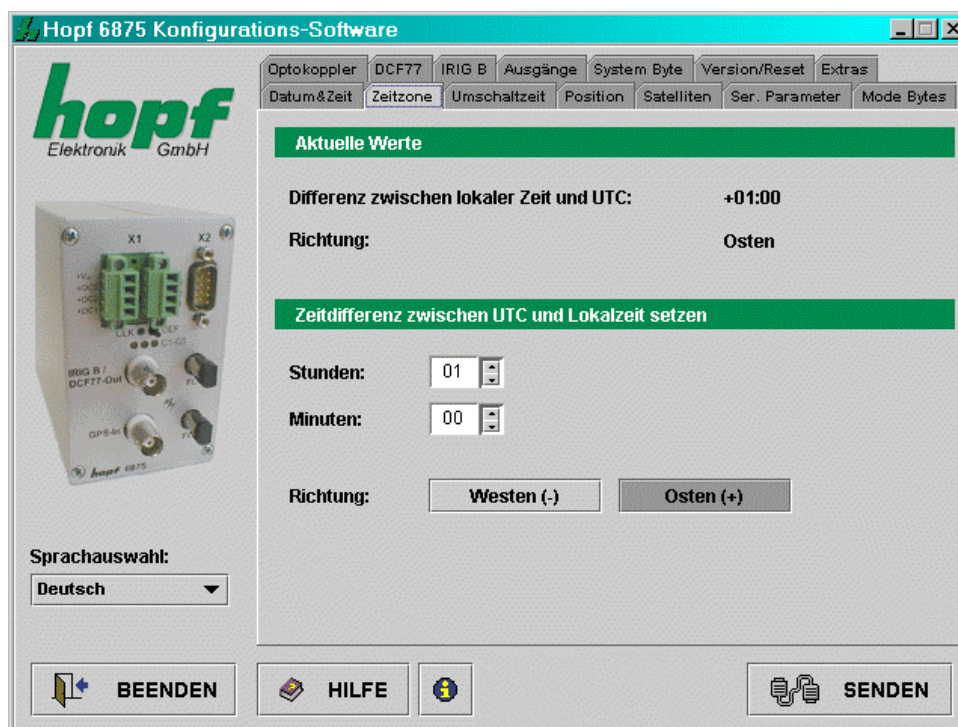 Hopf 6875 Konfigurations-Software
hopf
Elektronik GmbH
Optokoppler DCF77 IRIG B Ausgänge System Byte Version/Reset Extras
Datum&Zeit Zeitzone Umschaltzeit Position Satelliten Ser. Parameter Mode Bytes
Aktuelle Werte
Differenz zwischen lokaler Zeit und UTC: +01:00
Richtung: Osten
Zeitdifferenz zwischen UTC und Lokalzeit setzen
Stunden: 01
Minuten: 00
Richtung: Westen (-) Osten (+)
X1 X2
C1-C3
IRIG B /
DCF77-Out
GPS-In
hopf 6875
Sprachauswahl:
Deutsch
BEENDEN HILFE SENDEN